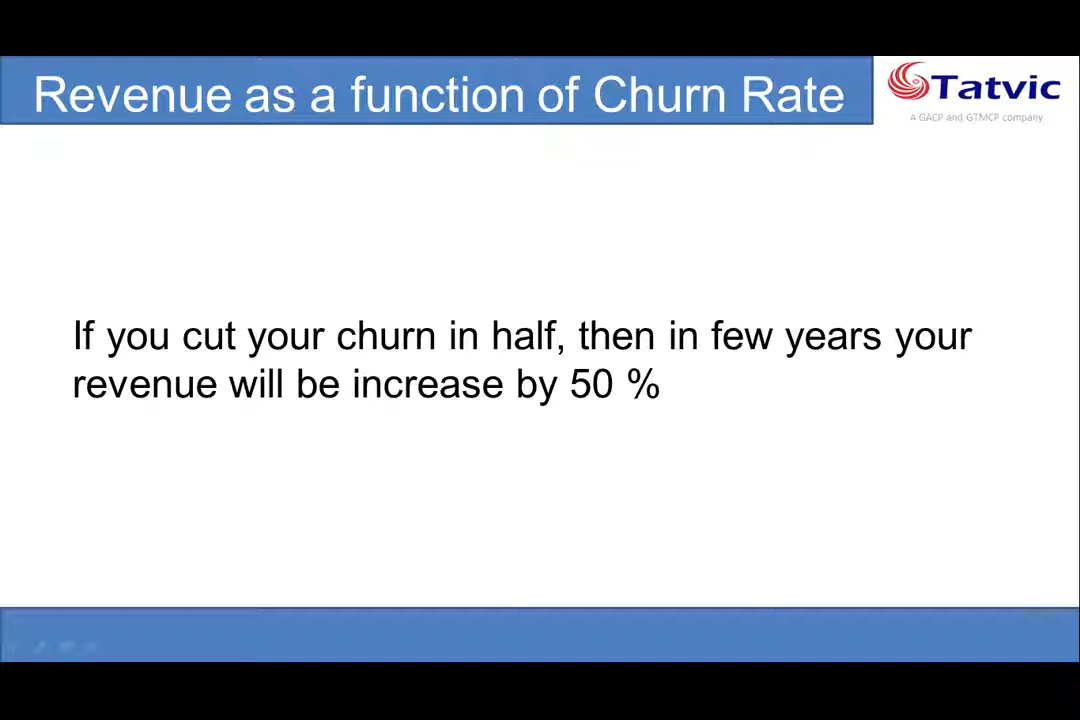 Revenue as a function of Churn Rate
Tatvic
A GACP and GTMCP company
If you cut your churn in half, then in few years your
revenue will be increase by 50 %